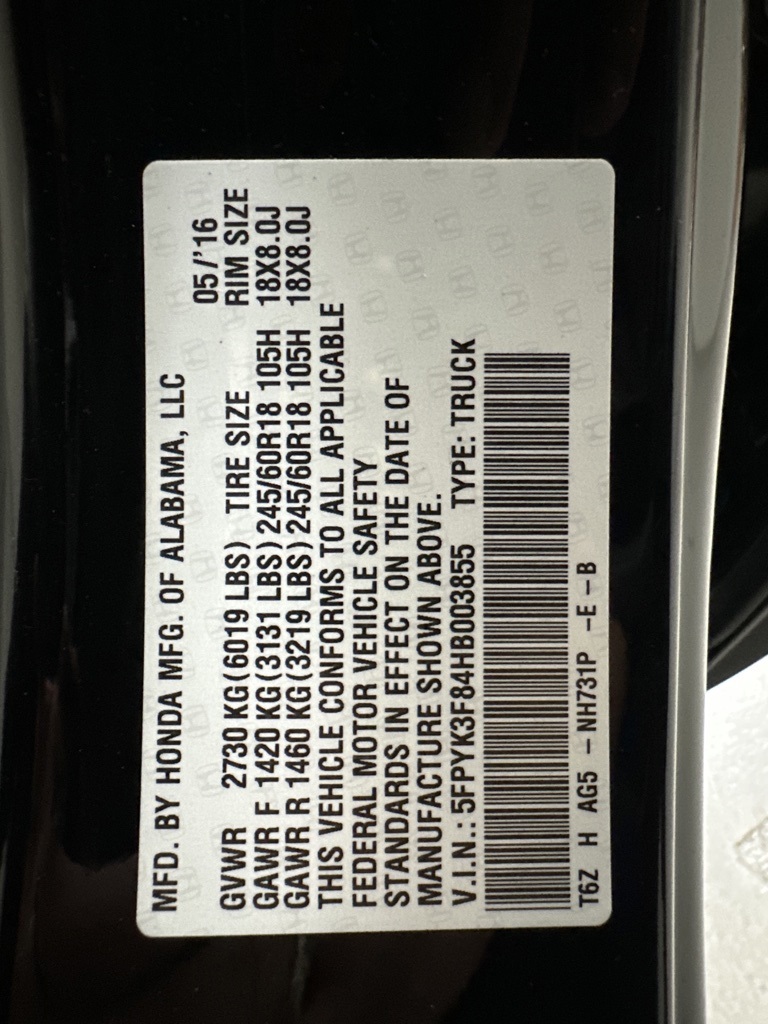 MFD. BY HONDA MFG. OF ALABAMA, LLC
05/'16
GVWR 2730 KG(6019 LBS) TIRE SIZE RIM SIZE
GAWR F 1420 KG(3131 LBS)245/60R18 105H 18X8.0J
GAWR R 1460 KG(3219 LBS)245/60R18 105H 18X8.0J
THIS VEHICLE CONFORMS TO ALL APPLICABLE
FEDERAL MOTOR VEHICLE SAFETY
STANDARDS IN EFFECT ON THE DATE OF
MANUFACTURE SHOWN ABOVE.
V.I.N.: 5FPYK3F84HB003855 TYPE: TRUCK
T6Z H AG5 -NH731P -E-B